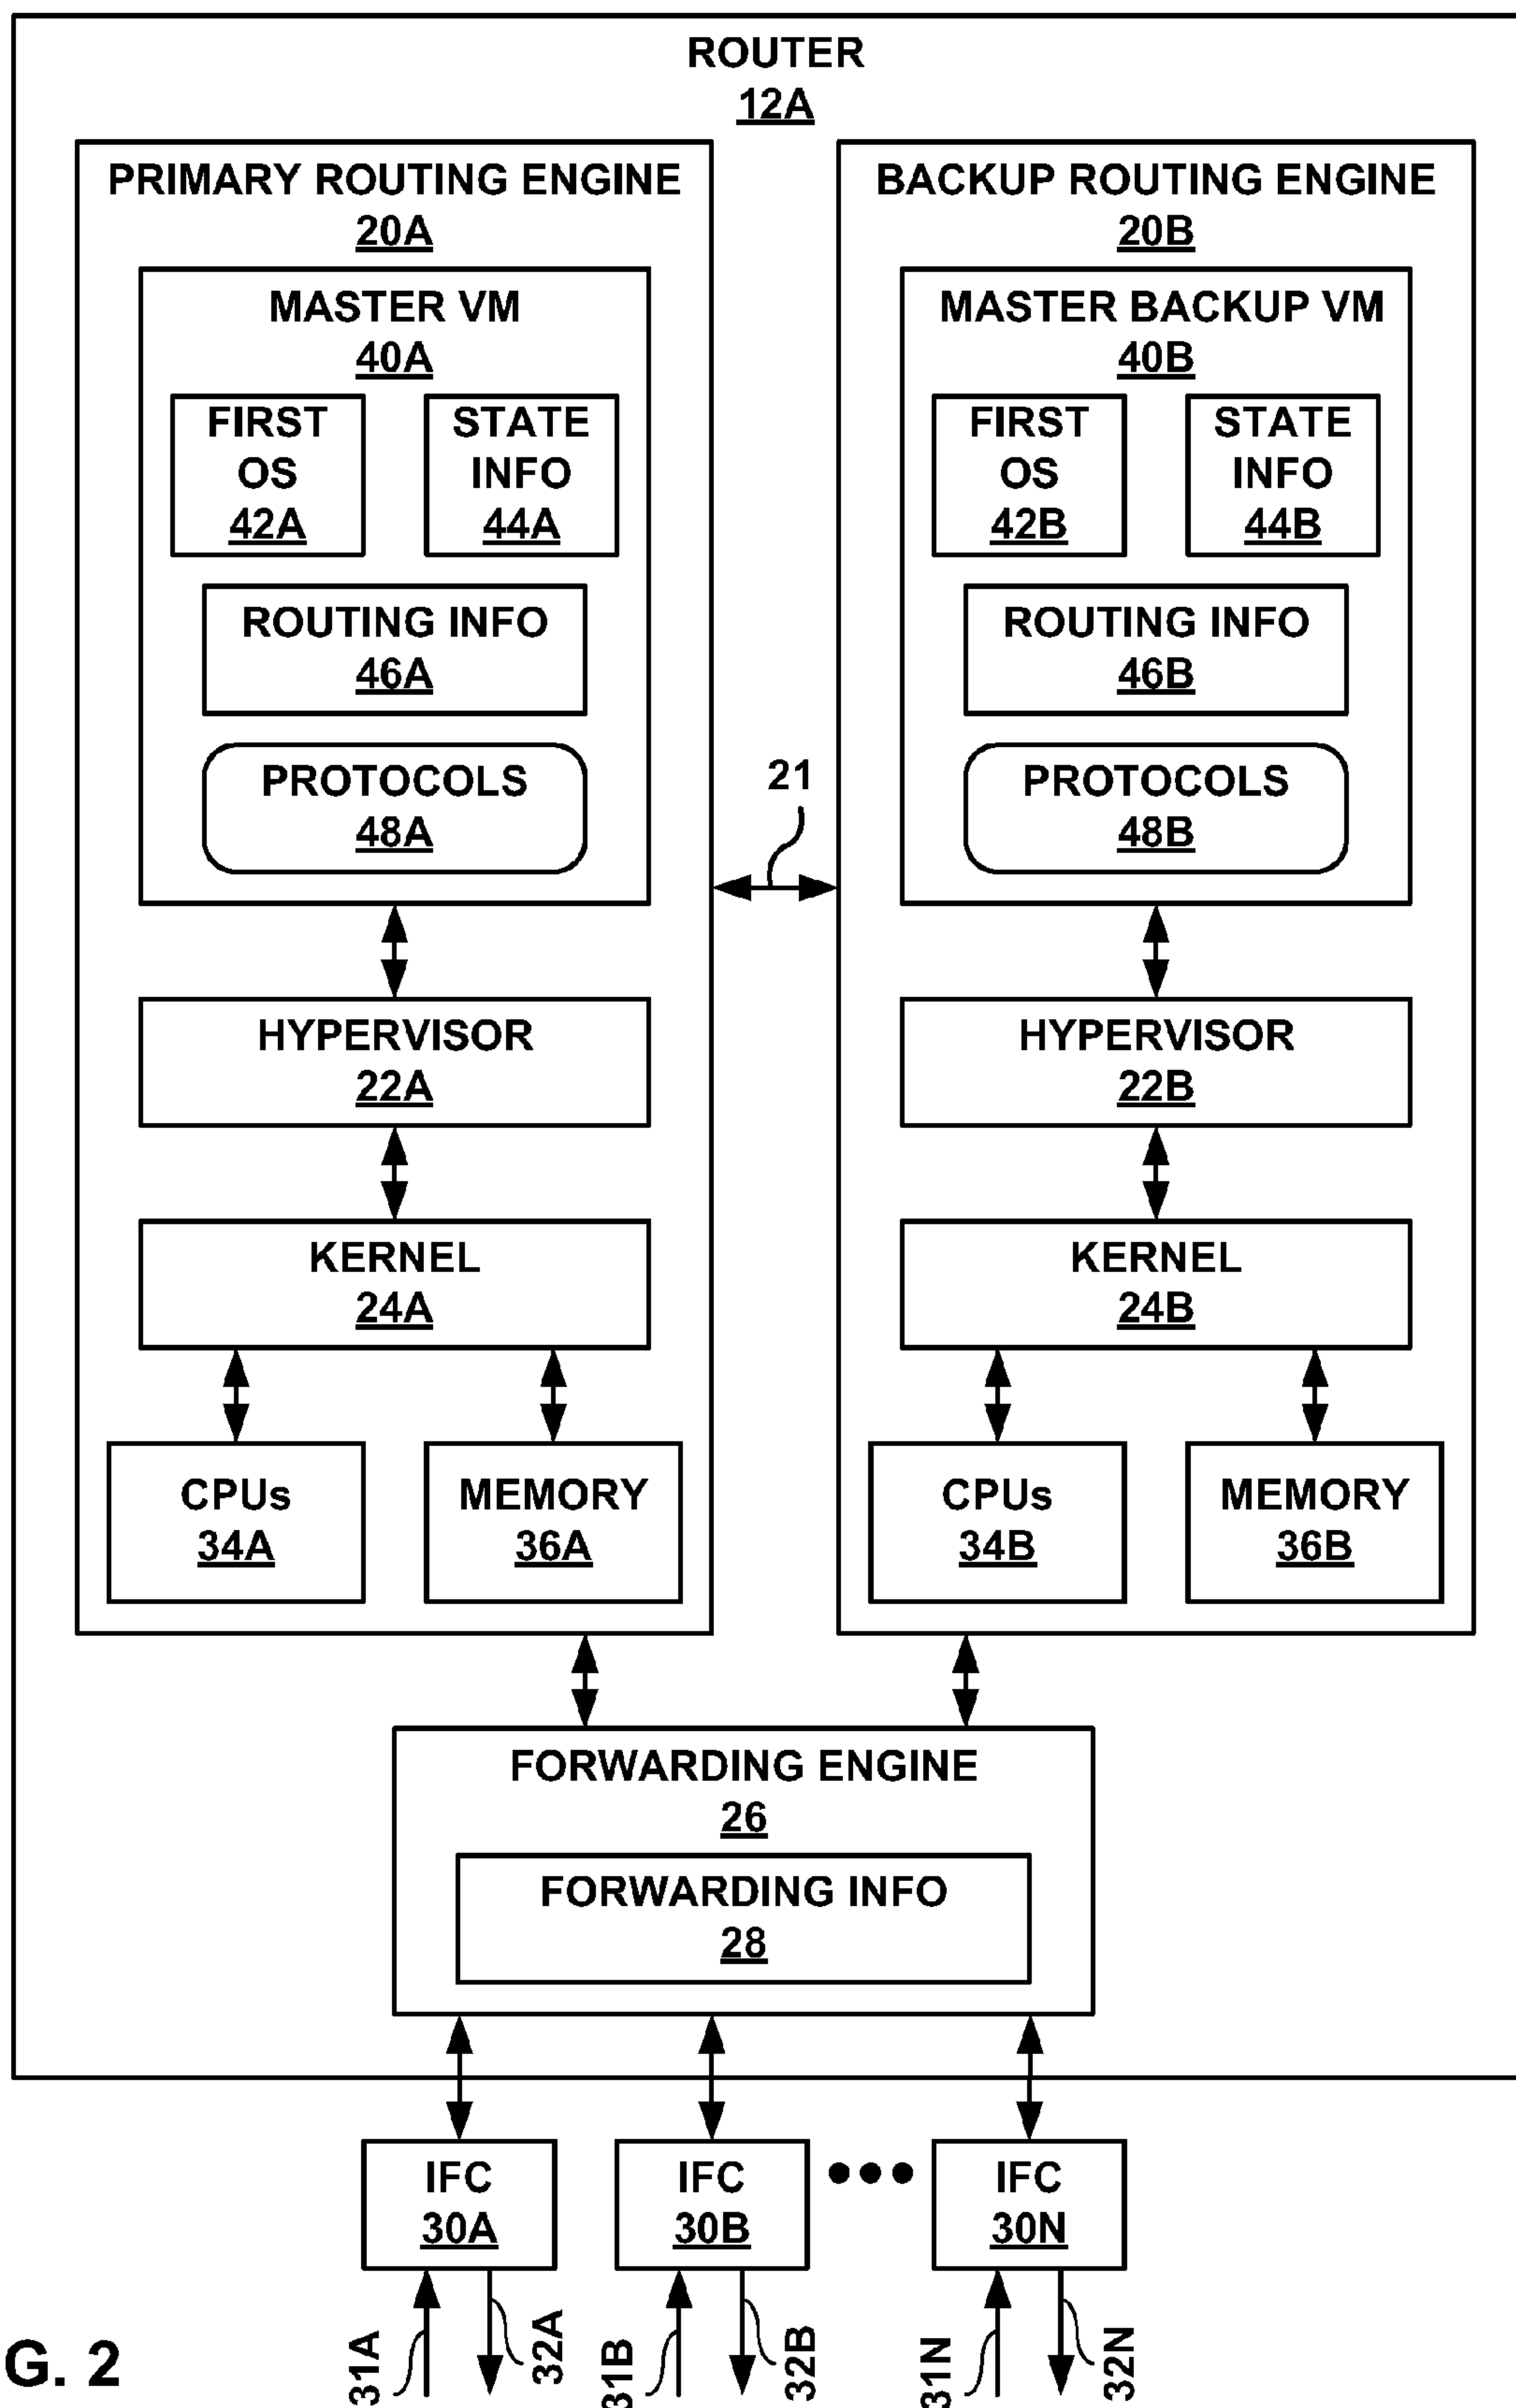 ROUTER
12A
PRIMARY ROUTING ENGINE
20A
MASTER VM
40A
FIRST
OS
42A
STATE
INFO
44A
ROUTING INFO
46A
PROTOCOLS
48A
HYPERVISOR
22A
KERNEL
24A
CPUs
34A
MEMORY
36A
21
BACKUP ROUTING ENGINE
20B
MASTER BACKUP VM
40B
FIRST
OS
42B
STATE
INFO
44B
ROUTING INFO
46B
PROTOCOLS
48B
HYPERVISOR
22B
KERNEL
24B
CPUs
34B
MEMORY
36B
FORWARDING ENGINE
26
FORWARDING INFO
28
IFC
30A
IFC
30B
IFC
30N
31A
32A
31B
32B
31N
32N
G. 2